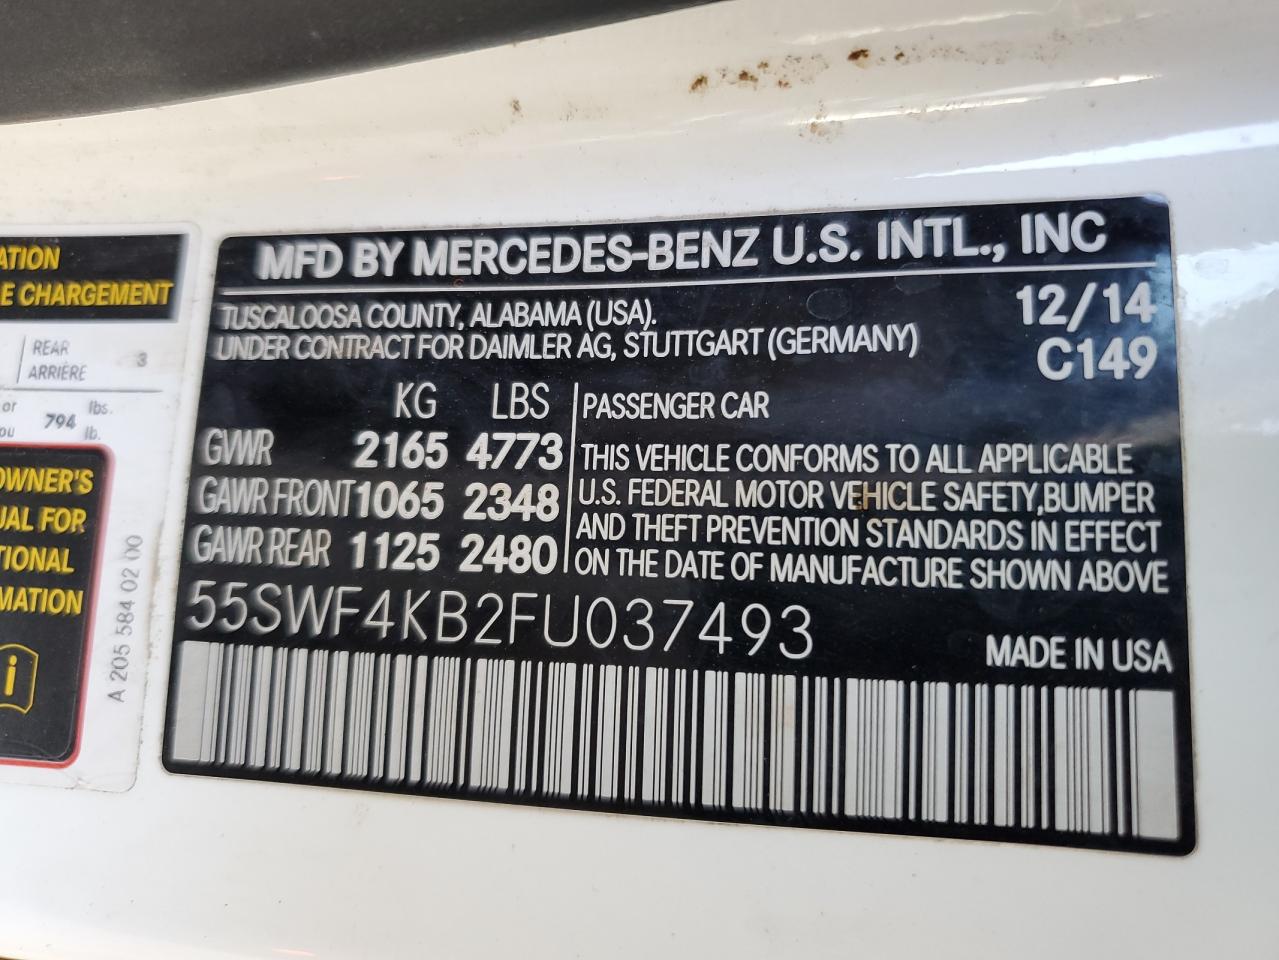 ATION
E CHARGEMENT
REAR
ARRIÈRE 3
or
ou 794 lbs.
lb.
OWNER'S
UAL FOR
TIONAL
MATION
i
A 205 584 02 00
MFD BY MERCEDES-BENZ U.S. INTL., INC
TUSCALOOSA COUNTY, ALABAMA (USA). 12/14
UNDER CONTRACT FOR DAIMLER AG, STUTTGART (GERMANY) C149
KG LBS
GVWR 2165 4773
GAWR FRONT 1065 2348
GAWR REAR 1125 2480
PASSENGER CAR
THIS VEHICLE CONFORMS TO ALL APPLICABLE
U.S. FEDERAL MOTOR VEHICLE SAFETY,BUMPER
AND THEFT PREVENTION STANDARDS IN EFFECT
ON THE DATE OF MANUFACTURE SHOWN ABOVE
55SWF4KB2FU037493
MADE IN USA